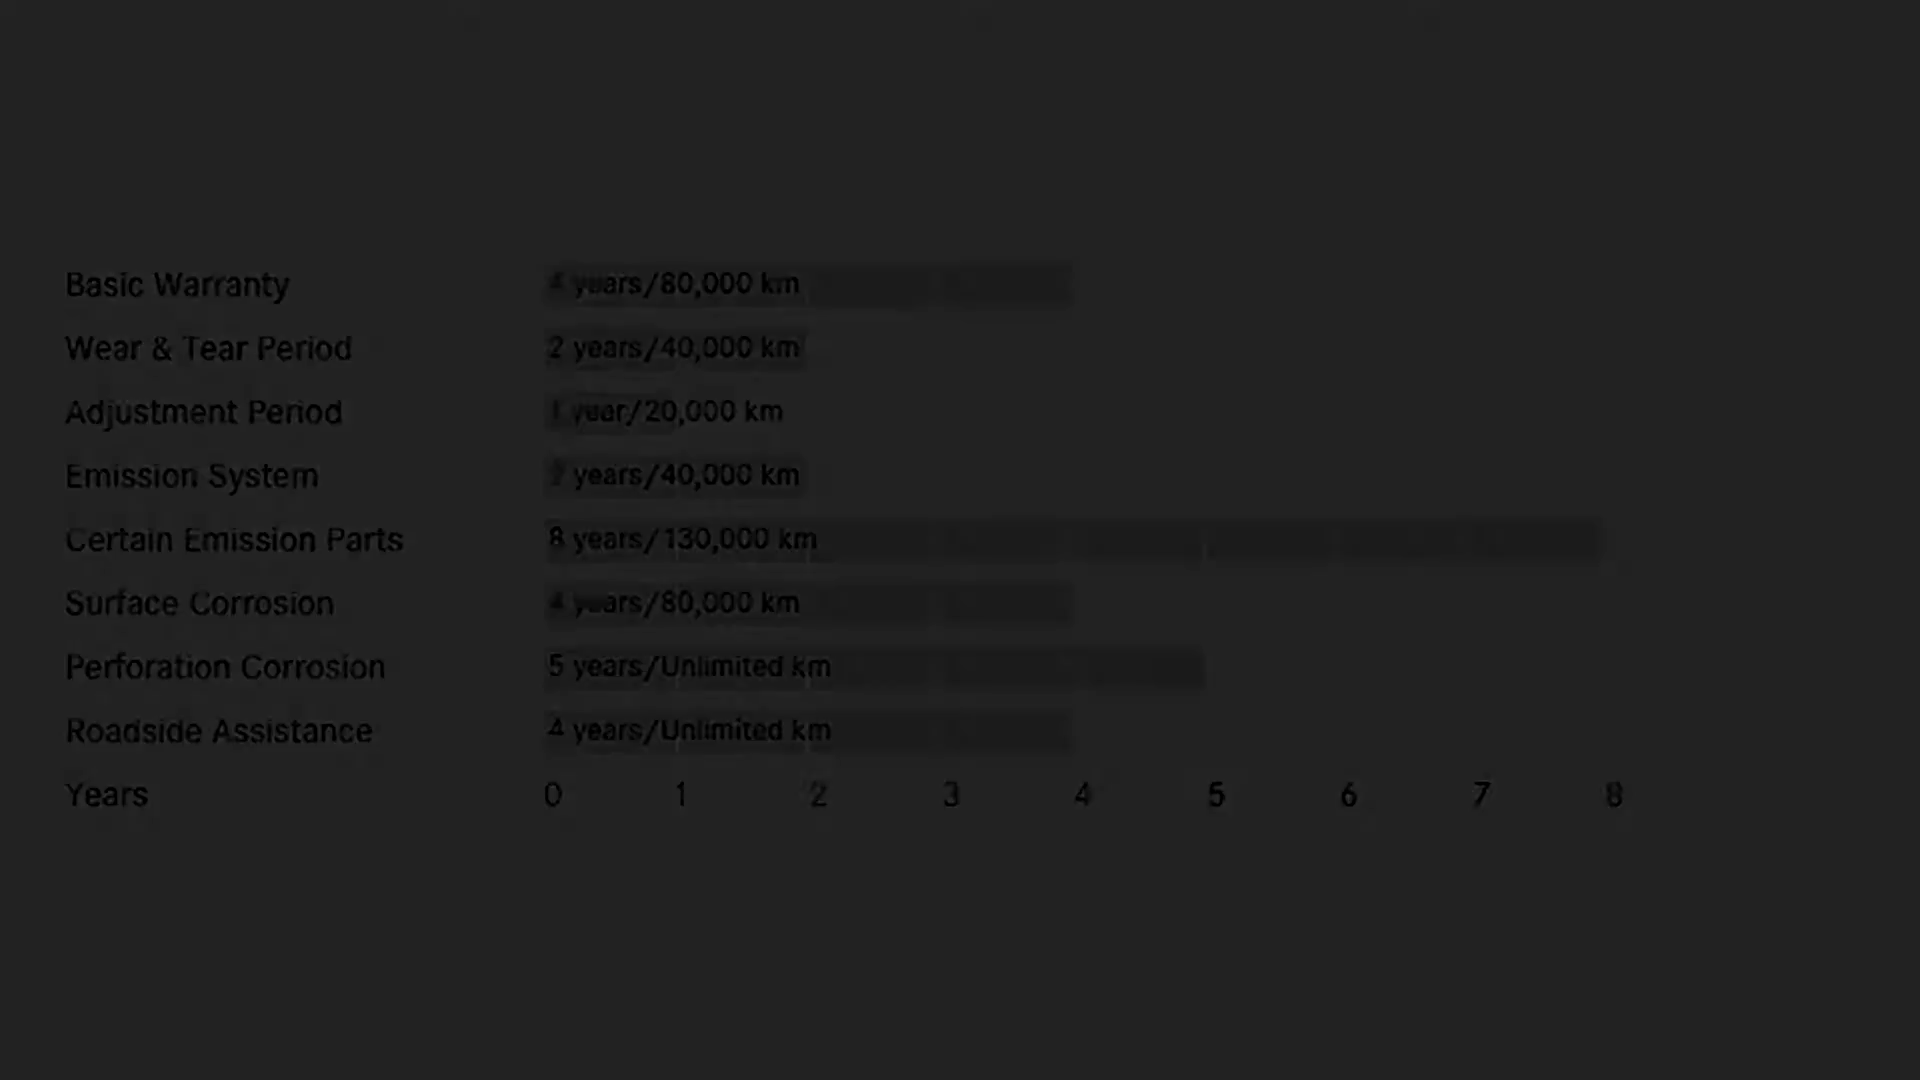 Basic Warranty 4 years/80,000 km
Wear & Tear Period 2 years/40,000 km
Adjustment Period 1 year/20,000 km
Emission System 2 years/40,000 km
Certain Emission Parts 8 years/130,000 km
Surface Corrosion 4 years/80,000 km
Perforation Corrosion 5 years/Unlimited km
Roadside Assistance 4 years/Unlimited km
Years 0 1 2 3 4 5 6 7 8